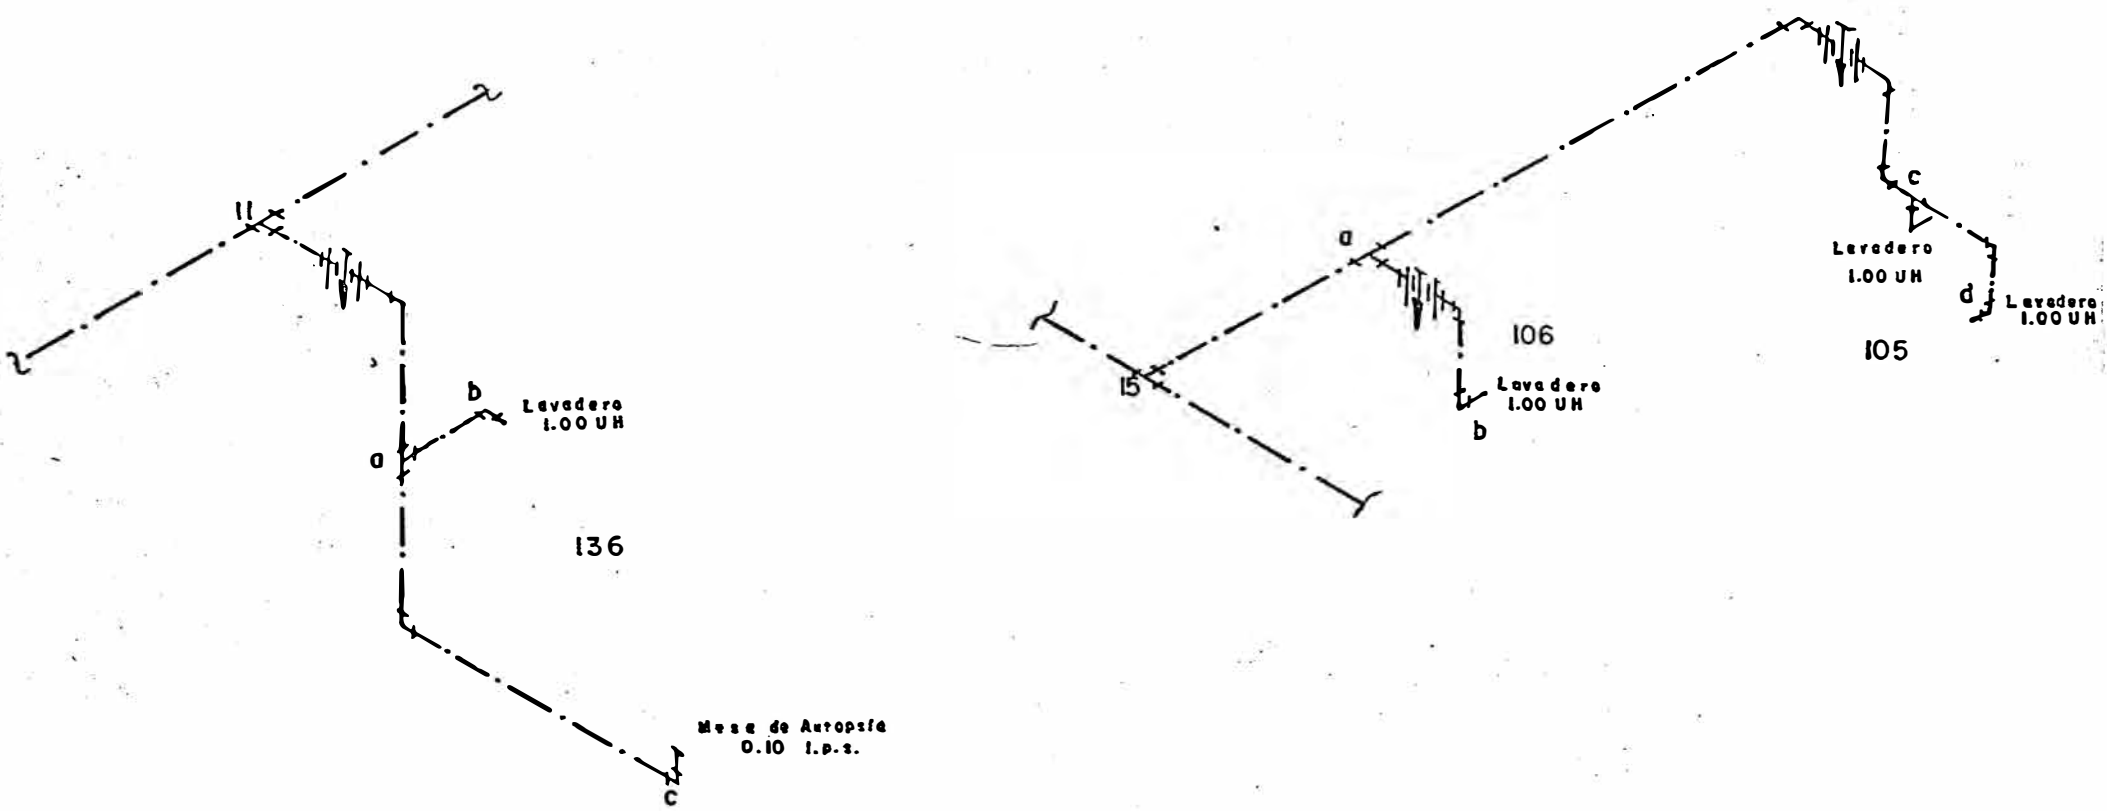 11
b
Lavadero
1.00 UH
a
136
Mesa de Autopsia
0.10 l.p.s.
c
a
15
106
Lavadero
1.00 UH
b
c
Lavadero
1.00 UH
d
Lavadero
1.00 UH
105